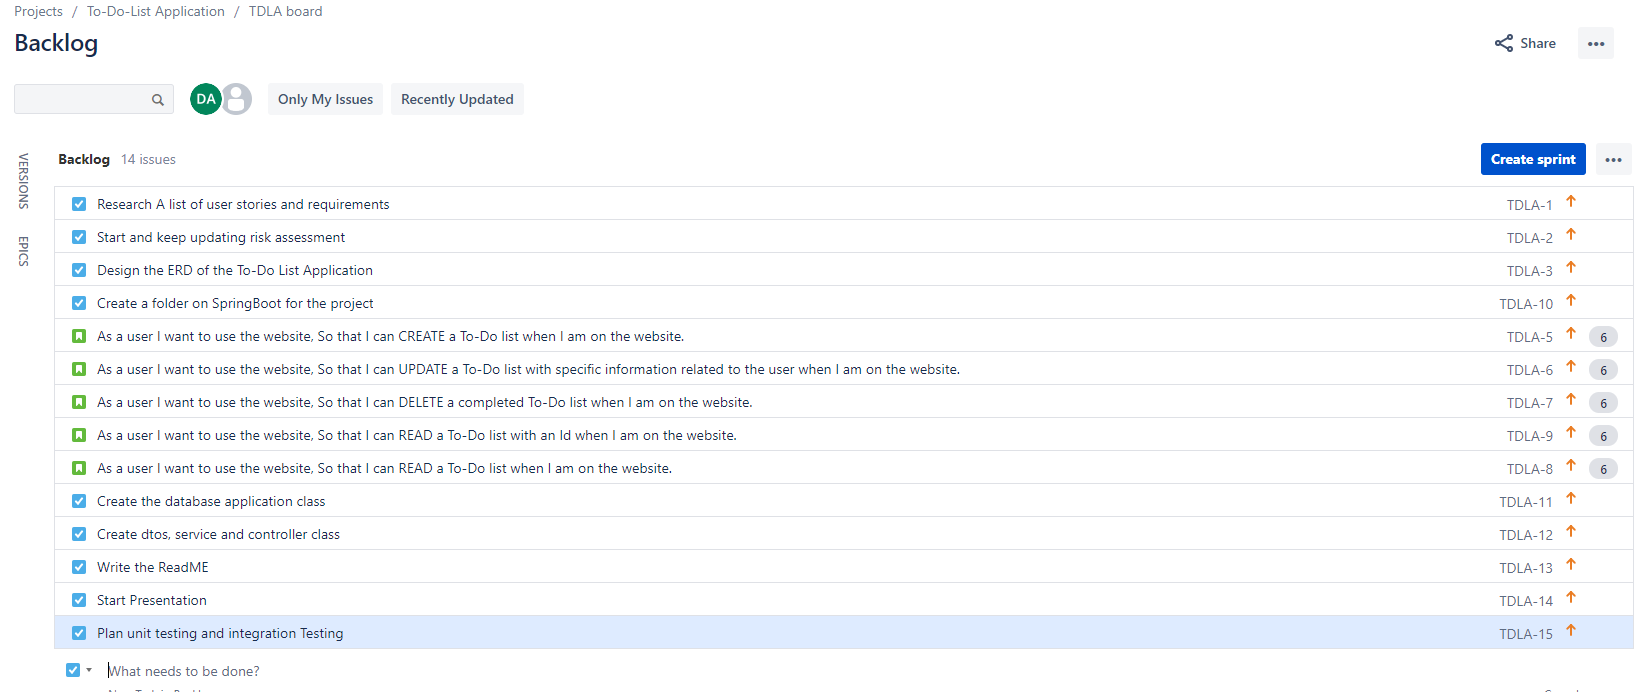 Projects / To-Do-List Application / TDLA board
Backlog
Share
DA
Only My Issues
Recently Updated
VERSIONS
EPICS
Backlog 14 issues
Create sprint
Research A list of user stories and requirements TDLA-1
Start and keep updating risk assessment TDLA-2
Design the ERD of the To-Do List Application TDLA-3
Create a folder on SpringBoot for the project TDLA-10
As a user I want to use the website, So that I can CREATE a To-Do list when I am on the website. TDLA-5 6
As a user I want to use the website, So that I can UPDATE a To-Do list with specific information related to the user when I am on the website. TDLA-6 6
As a user I want to use the website, So that I can DELETE a completed To-Do list when I am on the website. TDLA-7 6
As a user I want to use the website, So that I can READ a To-Do list with an Id when I am on the website. TDLA-9 6
As a user I want to use the website, So that I can READ a To-Do list when I am on the website. TDLA-8 6
Create the database application class TDLA-11
Create dtos, service and controller class TDLA-12
Write the ReadME TDLA-13
Start Presentation TDLA-14
Plan unit testing and integration Testing TDLA-15
What needs to be done?